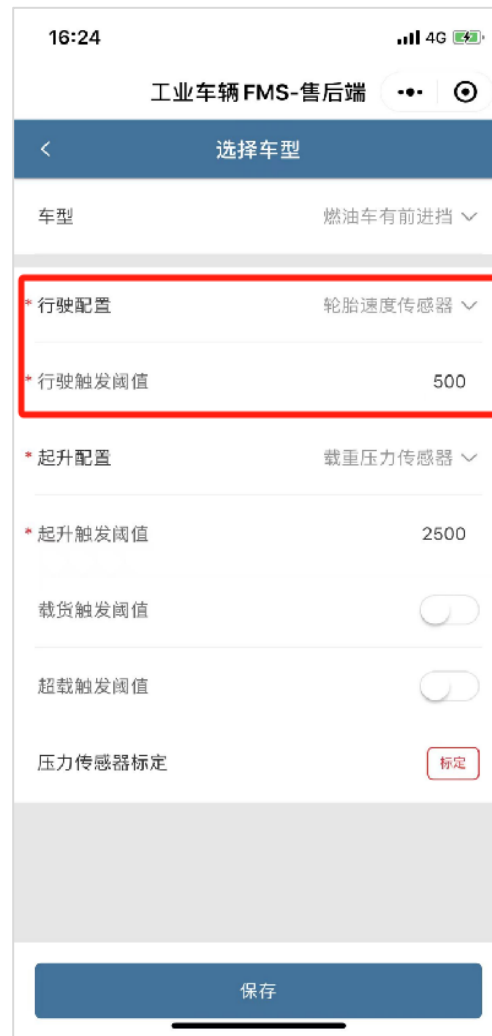 16:24
4G
工业车辆FMS-售后端
选择车型
车型 燃油车有前进挡
* 行驶配置 轮胎速度传感器
* 行驶触发阈值 500
* 起升配置 载重压力传感器
* 起升触发阈值 2500
载货触发阈值
超载触发阈值
压力传感器标定 标定
保存